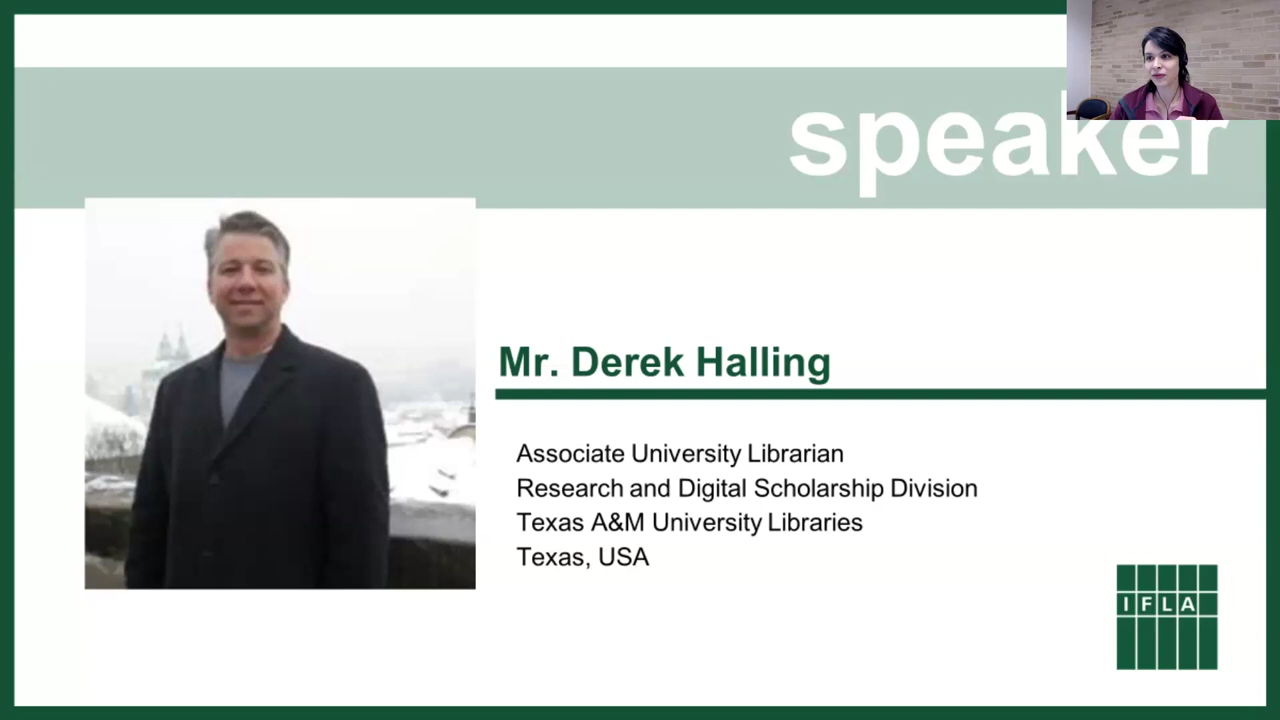 speaker
Mr. Derek Halling
Associate University Librarian
Research and Digital Scholarship Division
Texas A&M University Libraries
Texas, USA
IFLA